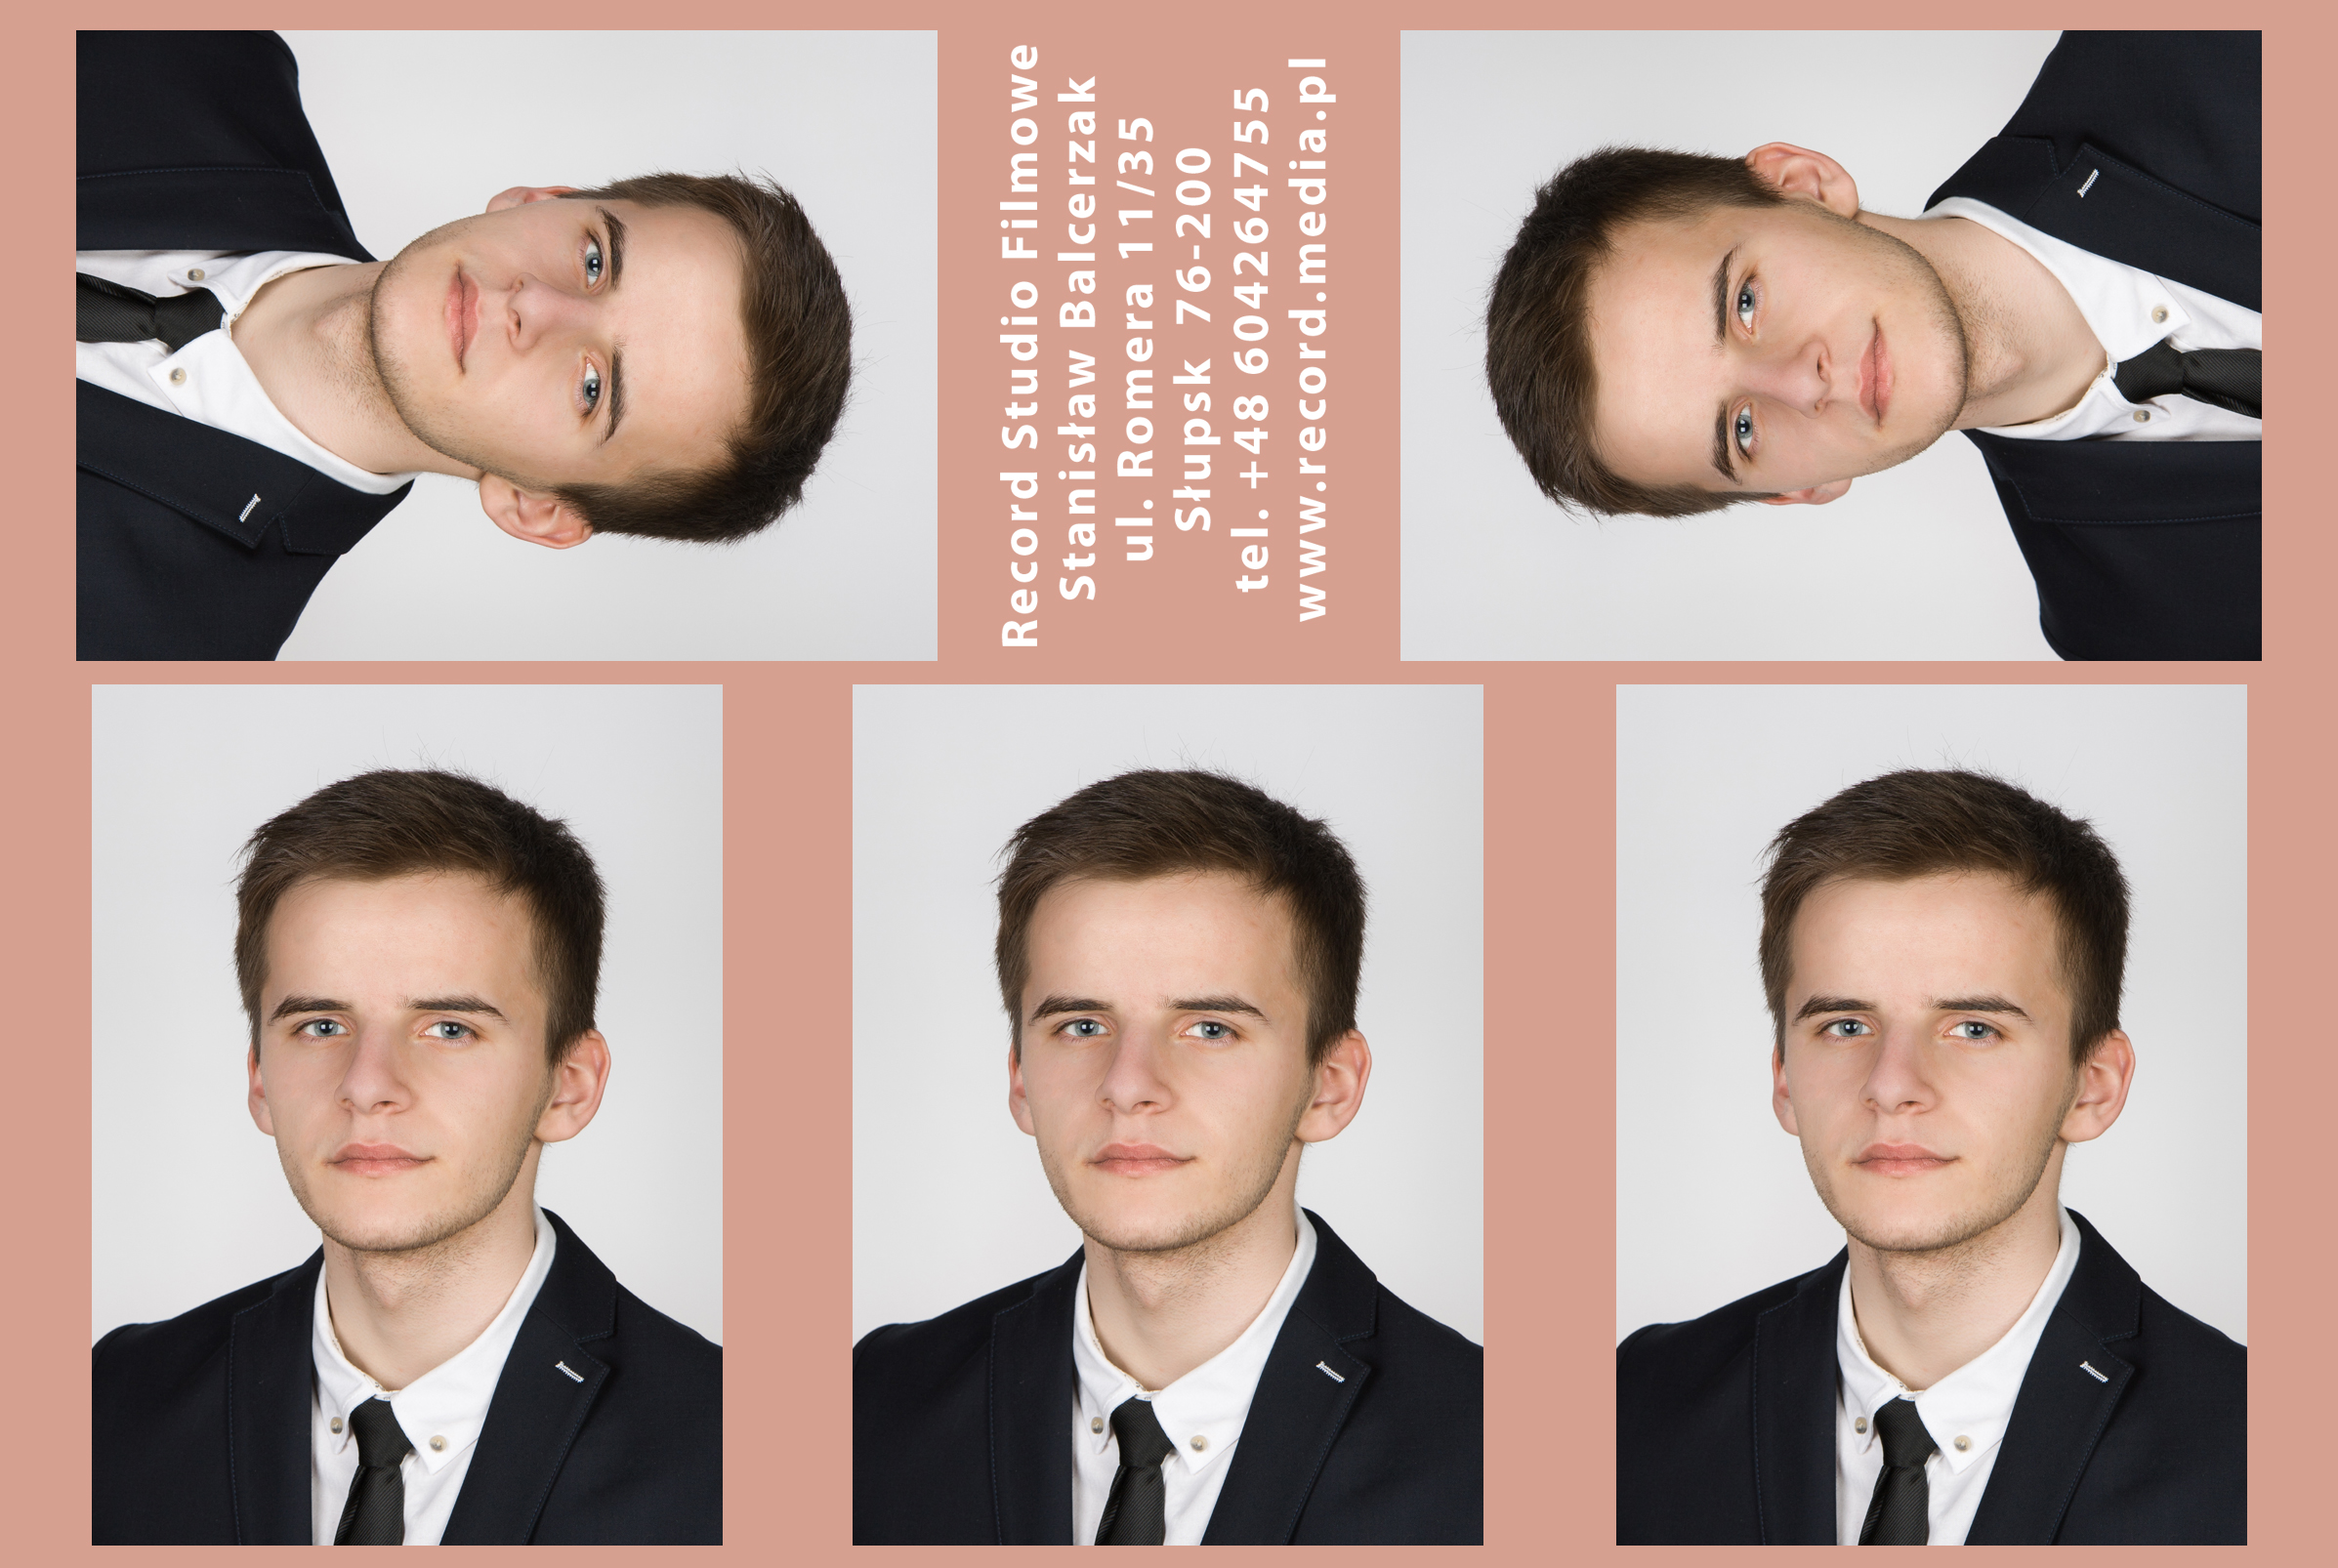 Record Studio Filmowe
Stanisław Balcerzak
ul. Romera 11/35
Słupsk 76-200
tel. +48 604264755
www.record.media.pl